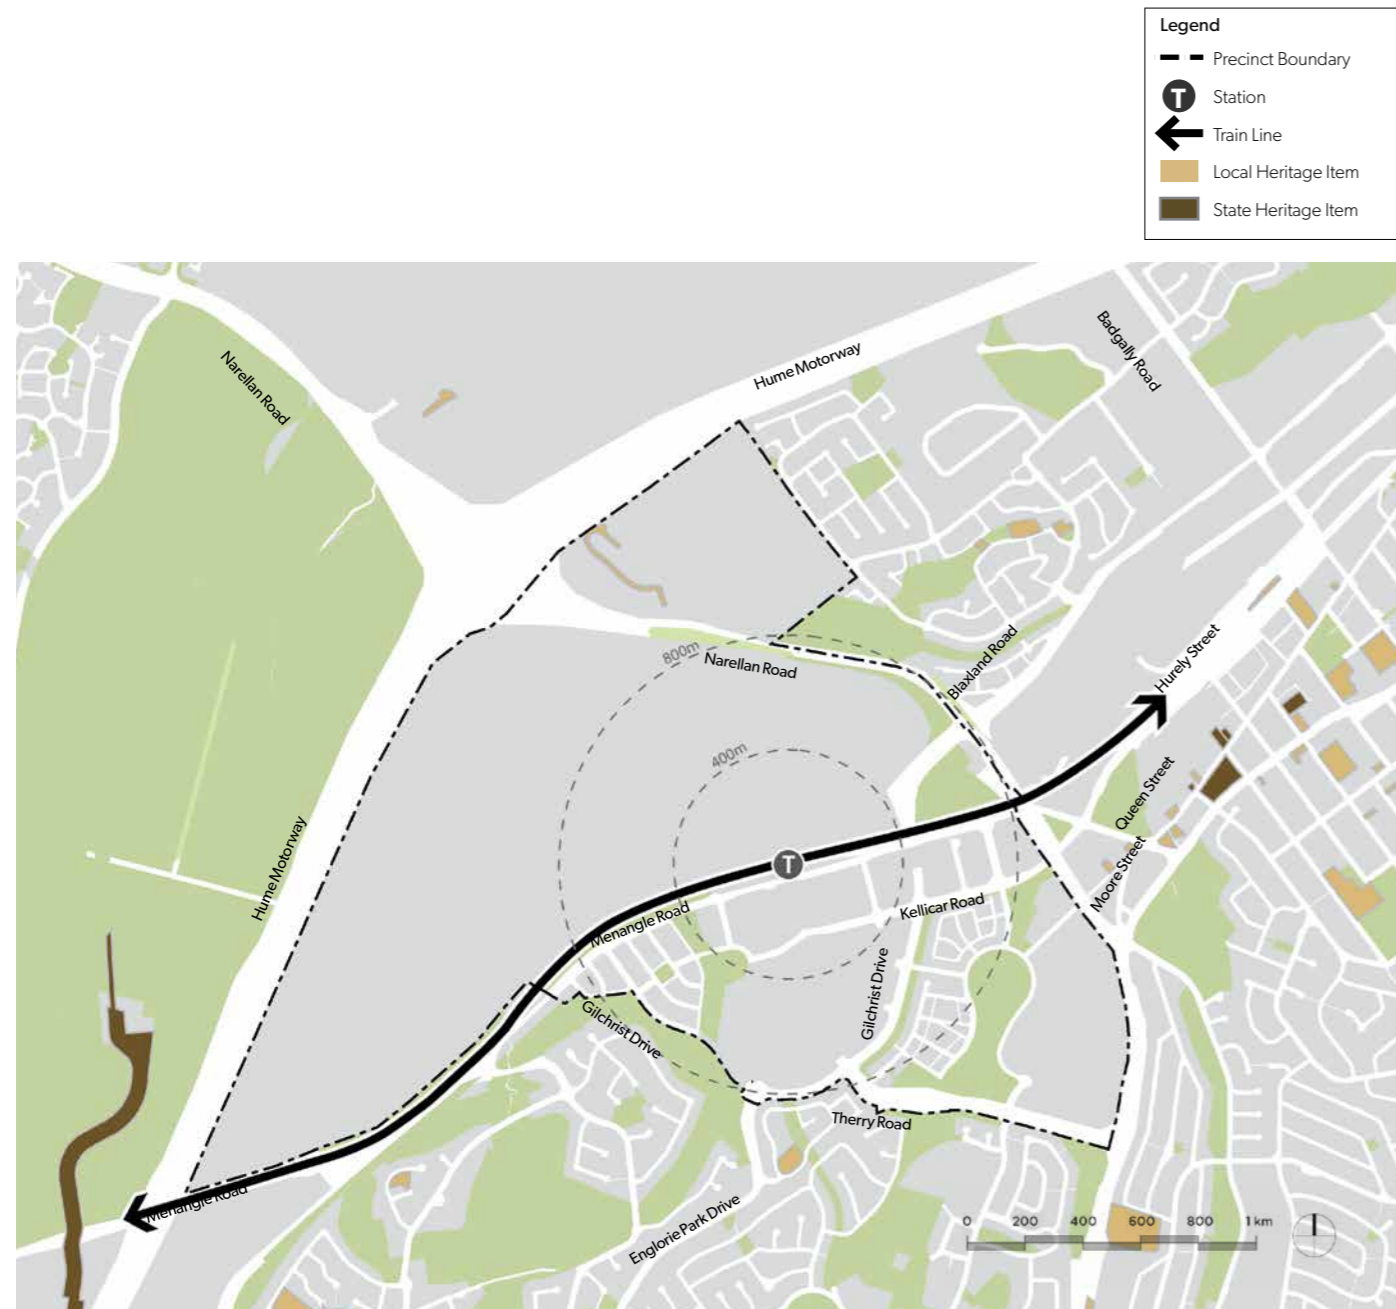 Legend
Precinct Boundary
T Station
Train Line
Local Heritage Item
State Heritage Item
Narellan Road
Hume Motorway
Badgally Road
800m
Narellan Road
Blaxland Road
Hurely Street
400m
Queen Street
Moore Street
T
Hume Motorway
Menangle Road
Kellicar Road
Gilchrist Drive
Gilchrist Drive
Therry Road
Menangle Road
Englorie Park Drive
0 200 400 600 800 1 km